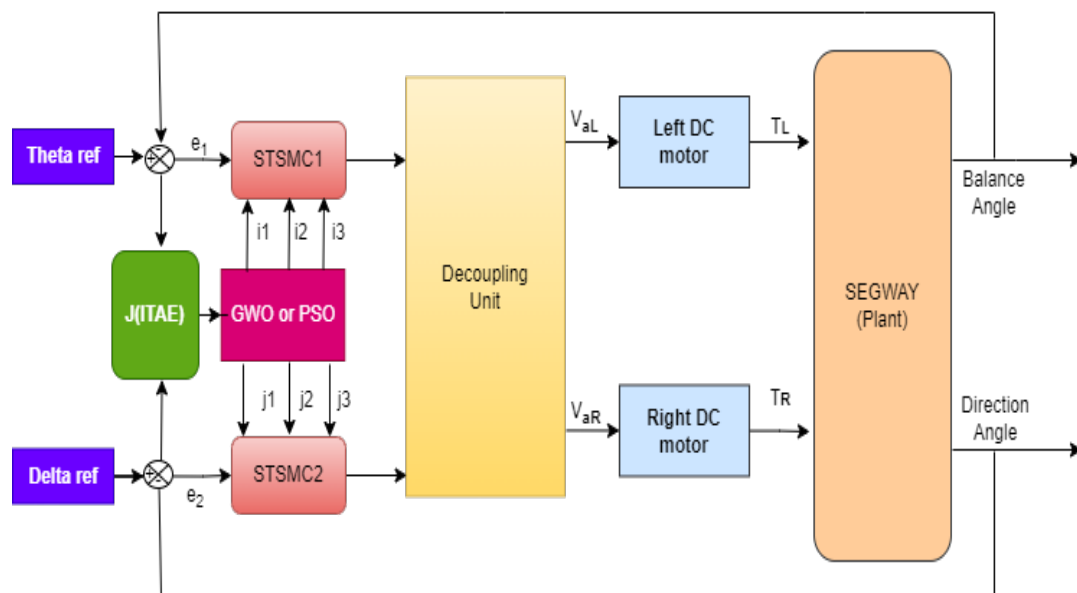 Theta ref
+
-
e1
STSMC1
i1
i2
i3
J(ITAE)
GWO or PSO
j1
j2
j3
Delta ref
+
-
e2
STSMC2
Decoupling
Unit
VaL
Left DC
motor
TL
VaR
Right DC
motor
TR
SEGWAY
(Plant)
Balance
Angle
Direction
Angle